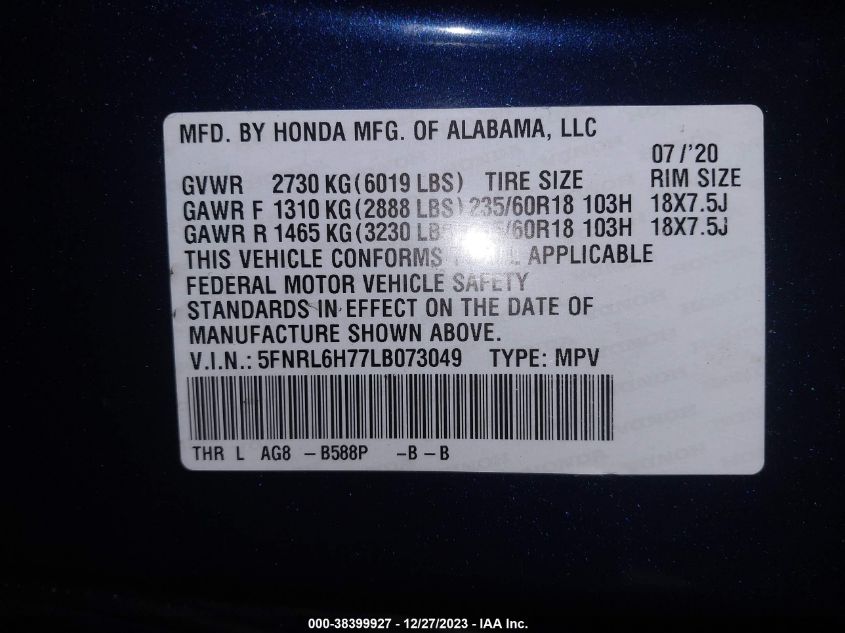 MFD. BY HONDA MFG. OF ALABAMA, LLC
07/'20
GVWR 2730 KG(6019 LBS) TIRE SIZE RIM SIZE
GAWR F 1310 KG(2888 LBS) 235/60R18 103H 18X7.5J
GAWR R 1465 KG(3230 /60R18 103H 18X7.5J
THIS VEHICLE CONFORMS APPLICABLE
FEDERAL MOTOR VEHICLE SAFETY
STANDARDS IN EFFECT ON THE DATE OF
MANUFACTURE SHOWN ABOVE.
V.I.N.: 5FNRL6H77LB073049 TYPE: MPV
THR L AG8 -B588P -B-B
000-38399927 - 12/27/2023 - IAA Inc.